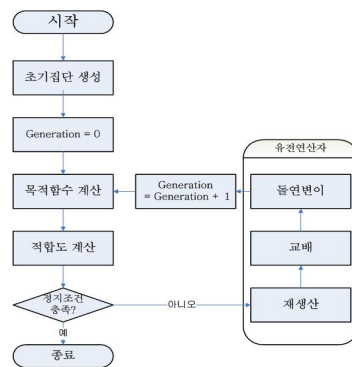 시작
초기집단 생성
Generation = 0
목적함수 계산
적합도 계산
정지조건
충족?
예
종료
아니오
Generation
= Generation + 1
유전연산자
돌연변이
교배
재생산